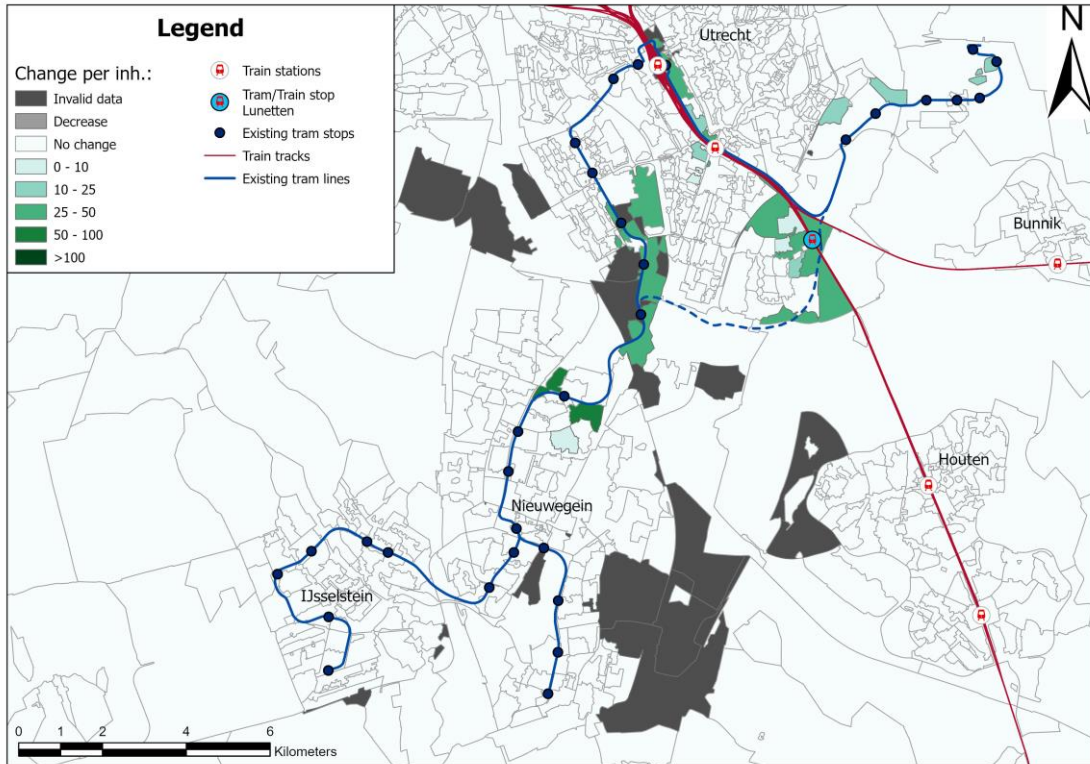 Legend
Change per inh.:
Invalid data
Decrease
No change
0 - 10
10 - 25
25 - 50
50 - 100
>100
Train stations
Tram/Train stop
Lunetten
Existing tram stops
Train tracks
Existing tram lines
Utrecht
N
Bunnik
Houten
Nieuwegein
IJsselstein
0 1 2 4 6
Kilometers